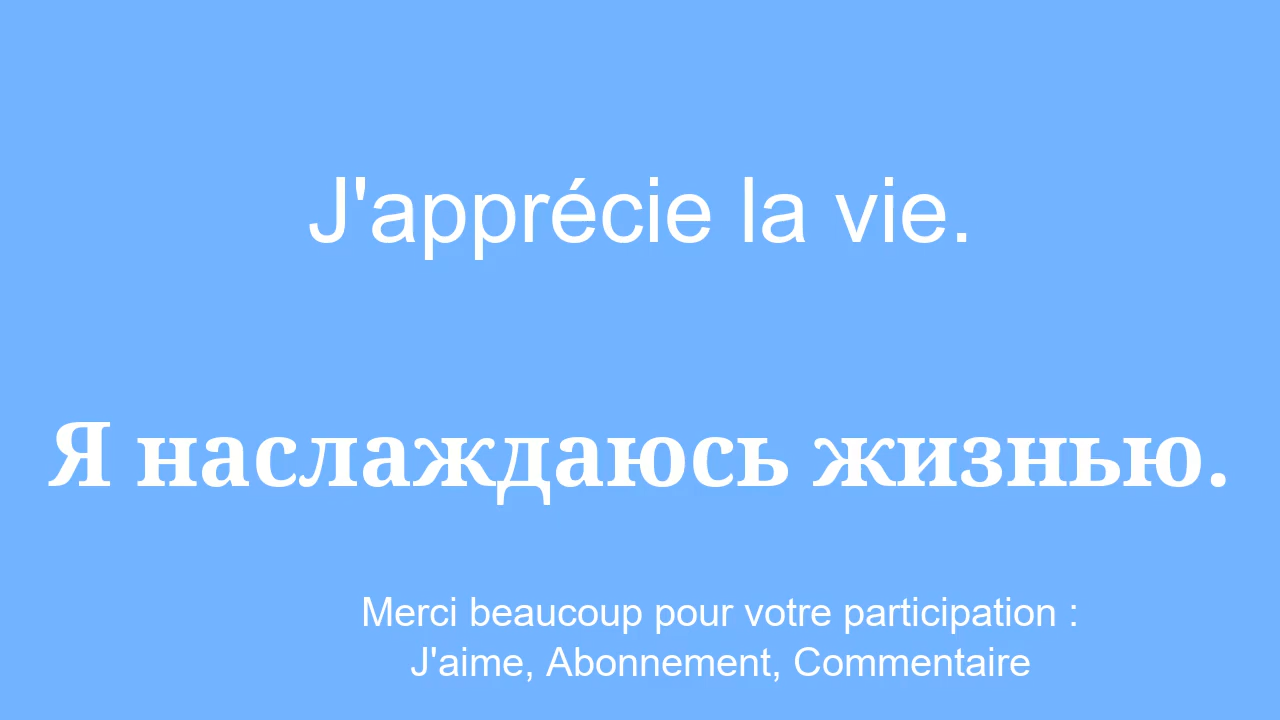 J'apprécie la vie.
Я наслаждаюсь жизнью.
Merci beaucoup pour votre participation :
J'aime, Abonnement, Commentaire